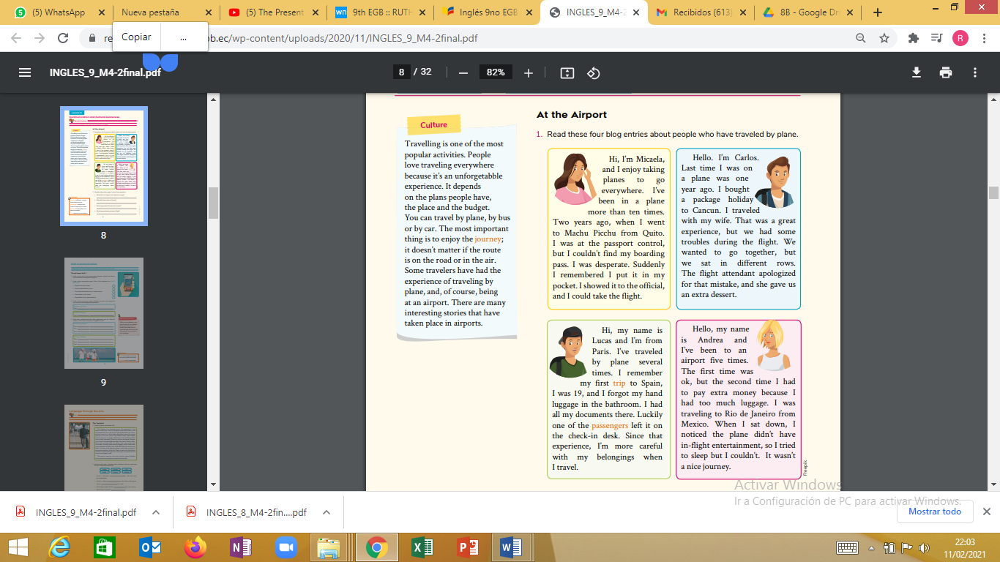 (5) WhatsApp
Nueva pestaña
(5) The Present
9th EGB :: RUTH
Inglés 9no EGB
INGLES_9_M4-2
Recibidos (613)
8B - Google Dr
Copiar
...
re
ob.ec/wp-content/uploads/2020/11/INGLES_9_M4-2final.pdf
R
INGLES_9_M4-2final.pdf
8 / 32
82%
8
9
Culture
Travelling is one of the most
popular activities. People
love traveling everywhere
because it's an unforgetabble
experience. It depends
on the plans people have,
the place and the budget.
You can travel by plane, by bus
or by car. The most important
thing is to enjoy the journey;
it doesn't matter if the route
is on the road or in the air.
Some travelers have had the
experience of traveling by
plane, and, of course, being
at an airport. There are many
interesting stories that have
taken place in airports.
At the Airport
1. Read these four blog entries about people who have traveled by plane.
Hi, I'm Micaela,
and I enjoy taking
planes to go
everywhere. I've
been in a plane
more than ten times.
Two years ago, when I went
to Machu Picchu from Quito.
I was at the passport control,
but I couldn't find my boarding
pass. I was desperate. Suddenly
I remembered I put it in my
pocket. I showed it to the official,
and I could take the flight.
Hello. I'm Carlos.
Last time I was on
a plane was one
year ago. I bought
a package holiday
to Cancun. I traveled
with my wife. That was a great
experience, but we had some
troubles during the flight. We
wanted to go together, but
we sat in different rows.
The flight attendant apologized
for that mistake, and she gave us
an extra dessert.
Hi, my name is
Lucas and I'm from
Paris. I've traveled
by plane several
times. I remember
my first trip to Spain,
I was 19, and I forgot my hand
luggage in the bathroom. I had
all my documents there. Luckily
one of the passengers left it on
the check-in desk. Since that
experience, I'm more careful
with my belongings when
I travel.
Hello, my name
is Andrea and
I've been to an
airport five times.
The first time was
ok, but the second time I had
to pay extra money because I
had too much luggage. I was
traveling to Rio de Janeiro from
Mexico. When I sat down, I
noticed the plane didn't have
in-flight entertainment, so I tried
to sleep but I couldn't. It wasn't
a nice journey.
Freepik
Activar Windows
Ir a Configuración de PC para activar Windows.
INGLES_9_M4-2final.pdf
INGLES_8_M4-2fin....pdf
Mostrar todo
22:03
11/02/2021